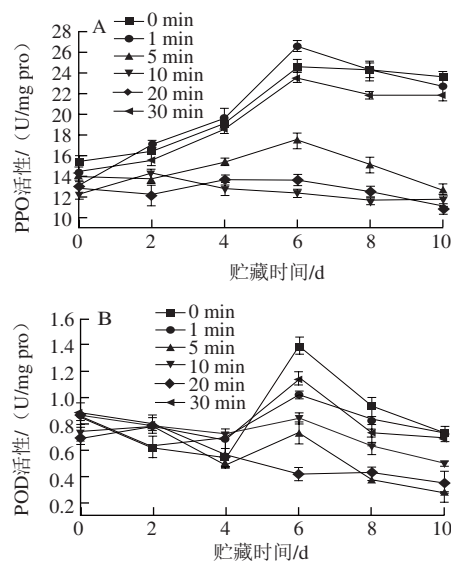 A
0 min
1 min
5 min
10 min
20 min
30 min
28
26
24
22
20
18
16
14
12
10
PPO活性/（U/mg pro）
0 2 4 6 8 10
贮藏时间/d
B
0 min
1 min
5 min
10 min
20 min
30 min
1.6
1.4
1.2
1.0
0.8
0.6
0.4
0.2
POD活性/（U/mg pro）
0 2 4 6 8 10
贮藏时间/d